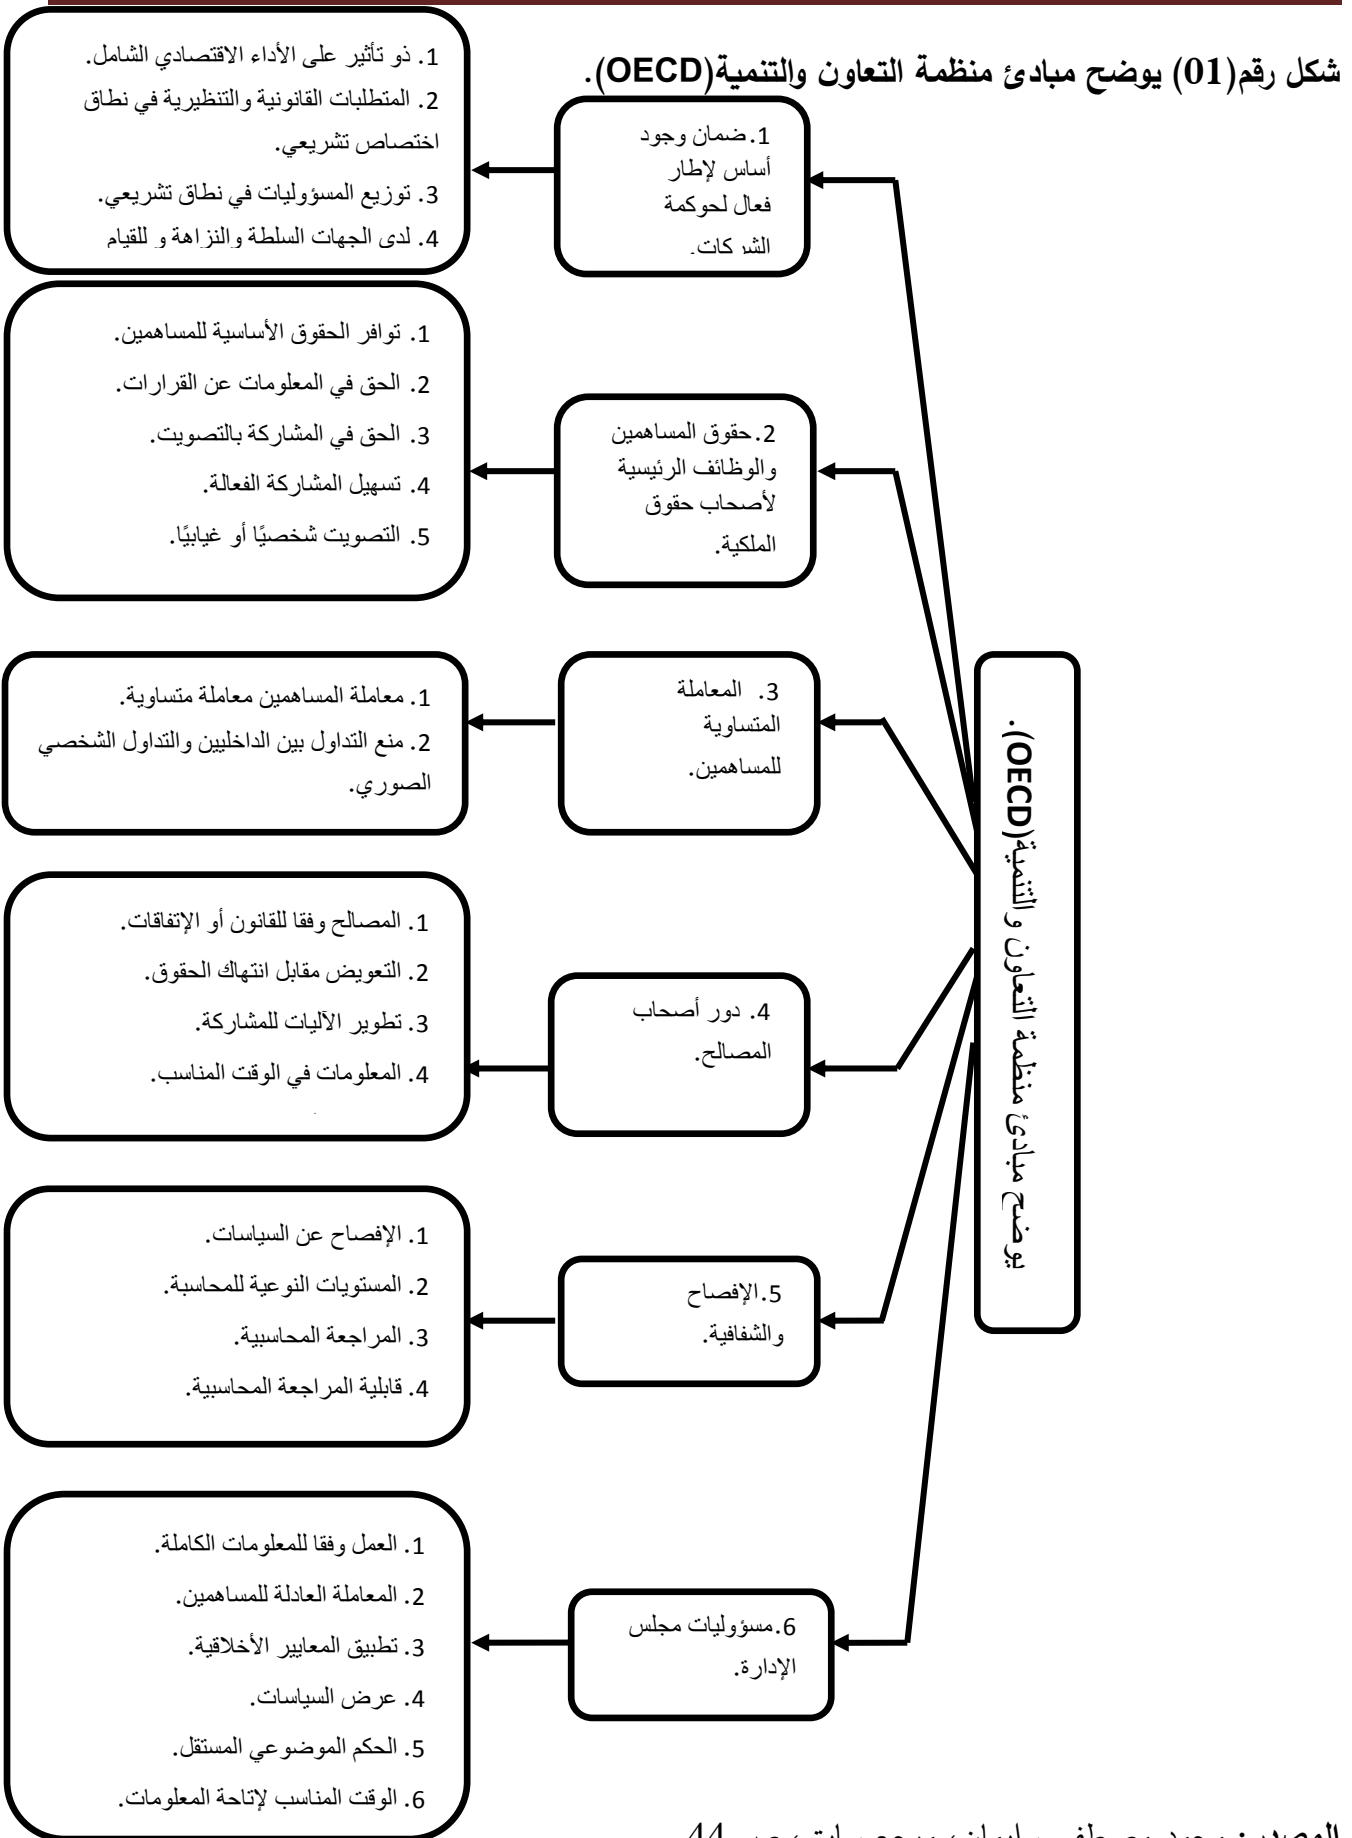 شكل رقم(01) يوضح مبادئ منظمة التعاون والتنمية(OECD).
يوضح مبادئ منظمة التعاون والتنمية(OECD).
1.ضمان وجود
أساس لإطار
فعال لحوكمة
الشركات.
1. ذو تأثير على الأداء الاقتصادي الشامل.
2. المتطلبات القانونية والتنظيرية في نطاق
اختصاص تشريعي.
3. توزيع المسؤوليات في نطاق تشريعي.
4. لدى الجهات السلطة والنزاهة و للقيام
2.حقوق المساهمين
والوظائف الرئيسية
لأصحاب حقوق
الملكية.
1. توافر الحقوق الأساسية للمساهمين.
2. الحق في المعلومات عن القرارات.
3. الحق في المشاركة بالتصويت.
4. تسهيل المشاركة الفعالة.
5. التصويت شخصيًا أو غيابيًا.
3. المعاملة
المتساوية
للمساهمين.
1. معاملة المساهمين معاملة متساوية.
2. منع التداول بين الداخليين والتداول الشخصي
الصوري.
4. دور أصحاب
المصالح.
1. المصالح وفقا للقانون أو الإتفاقات.
2. التعويض مقابل انتهاك الحقوق.
3. تطوير الآليات للمشاركة.
4. المعلومات في الوقت المناسب.
5.الإفصاح
والشفافية.
1. الإفصاح عن السياسات.
2. المستويات النوعية للمحاسبة.
3. المراجعة المحاسبية.
4. قابلية المراجعة المحاسبية.
6.مسؤوليات مجلس
الإدارة.
1. العمل وفقا للمعلومات الكاملة.
2. المعاملة العادلة للمساهمين.
3. تطبيق المعايير الأخلاقية.
4. عرض السياسات.
5. الحكم الموضوعي المستقل.
6. الوقت المناسب لإتاحة المعلومات.
44